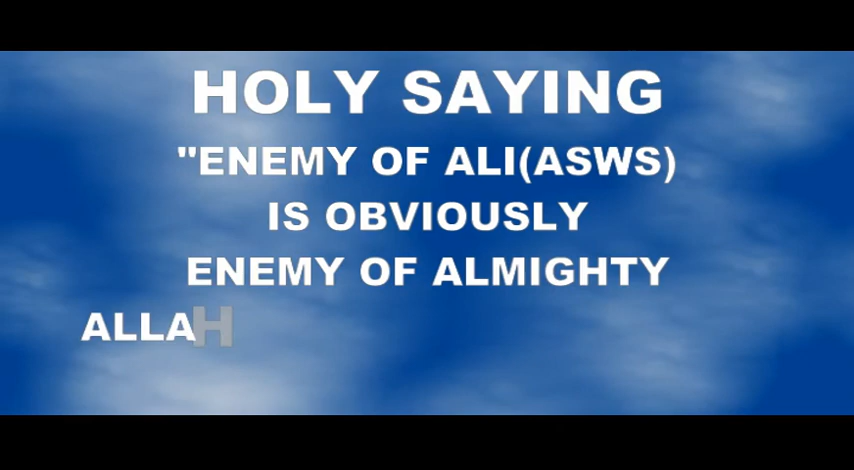 HOLY SAYING
"ENEMY OF ALI(ASWS)
IS OBVIOUSLY
ENEMY OF ALMIGHTY
ALLAH